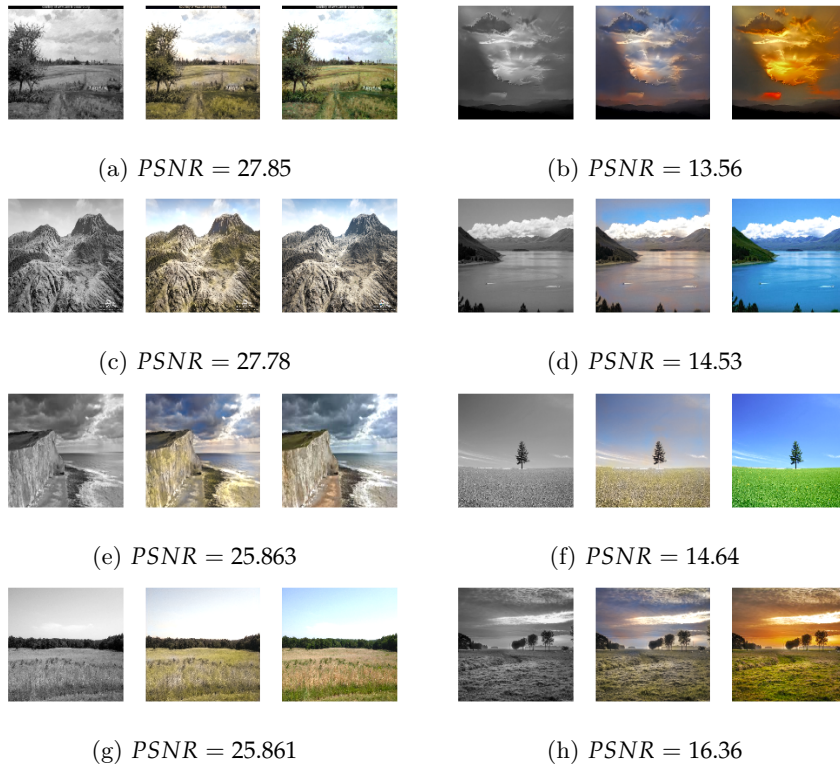 (a) PSNR = 27.85
(b) PSNR = 13.56
(c) PSNR = 27.78
(d) PSNR = 14.53
(e) PSNR = 25.863
(f) PSNR = 14.64
(g) PSNR = 25.861
(h) PSNR = 16.36